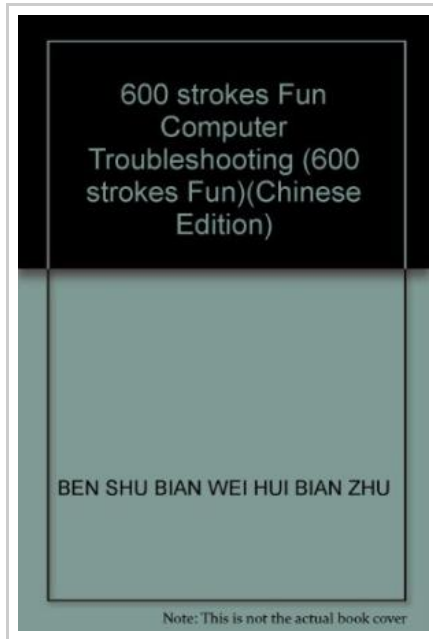 600 strokes Fun
Computer
Troubleshooting (600
strokes Fun)(Chinese
Edition)
BEN SHU BIAN WEI HUI BIAN ZHU
Note: This is not the actual book cover